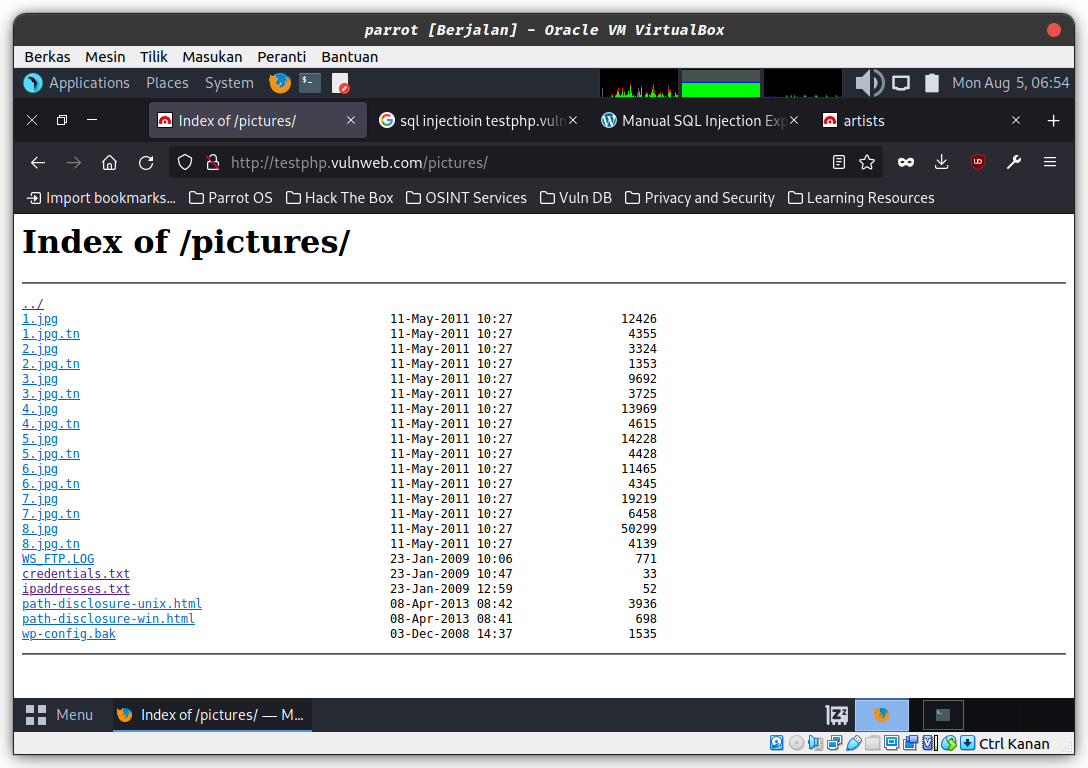 parrot [Berjalan] - Oracle VM VirtualBox
Berkas Mesin Tilik Masukan Peranti Bantuan
Applications Places System Mon Aug 5, 06:54
Index of /pictures/ sql injectioin testphp.vuln Manual SQL Injection Exp artists
http://testphp.vulnweb.com/pictures/
Import bookmarks... Parrot OS Hack The Box OSINT Services Vuln DB Privacy and Security Learning Resources
Index of /pictures/
../
1.jpg 11-May-2011 10:27 12426
1.jpg.tn 11-May-2011 10:27 4355
2.jpg 11-May-2011 10:27 3324
2.jpg.tn 11-May-2011 10:27 1353
3.jpg 11-May-2011 10:27 9692
3.jpg.tn 11-May-2011 10:27 3725
4.jpg 11-May-2011 10:27 13969
4.jpg.tn 11-May-2011 10:27 4615
5.jpg 11-May-2011 10:27 14228
5.jpg.tn 11-May-2011 10:27 4428
6.jpg 11-May-2011 10:27 11465
6.jpg.tn 11-May-2011 10:27 4345
7.jpg 11-May-2011 10:27 19219
7.jpg.tn 11-May-2011 10:27 6458
8.jpg 11-May-2011 10:27 50299
8.jpg.tn 11-May-2011 10:27 4139
WS_FTP.LOG 23-Jan-2009 10:06 771
credentials.txt 23-Jan-2009 10:47 33
ipaddresses.txt 23-Jan-2009 12:59 52
path-disclosure-unix.html 08-Apr-2013 08:42 3936
path-disclosure-win.html 08-Apr-2013 08:41 698
wp-config.bak 03-Dec-2008 14:37 1535
Menu Index of /pictures/ — M...
Ctrl Kanan